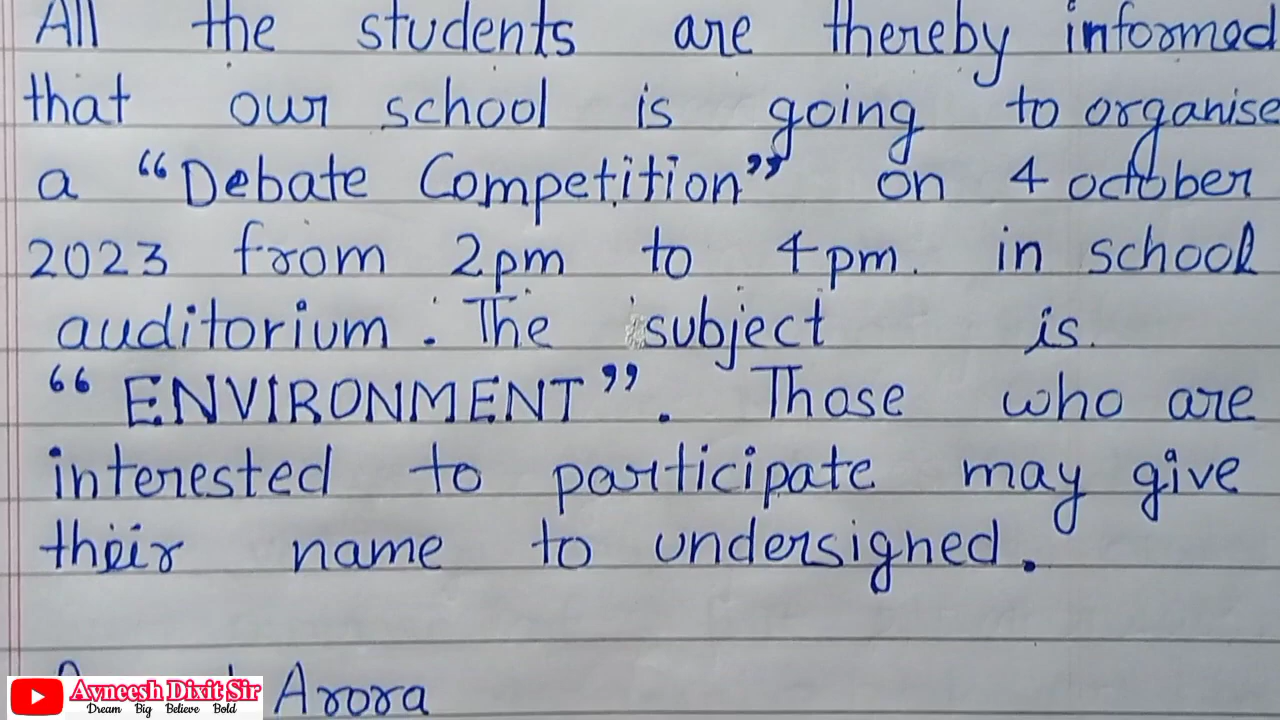 All the students are thereby informed
that our school is going to organise
a “Debate Competition” on 4 october
2023 from 2pm to 4pm. in school
auditorium. The subject is.
“ENVIRONMENT”. Those who are
interested to participate may give
their name to undersigned.
Arora
Avneesh Dixit Sir
Dream Big Believe Bold